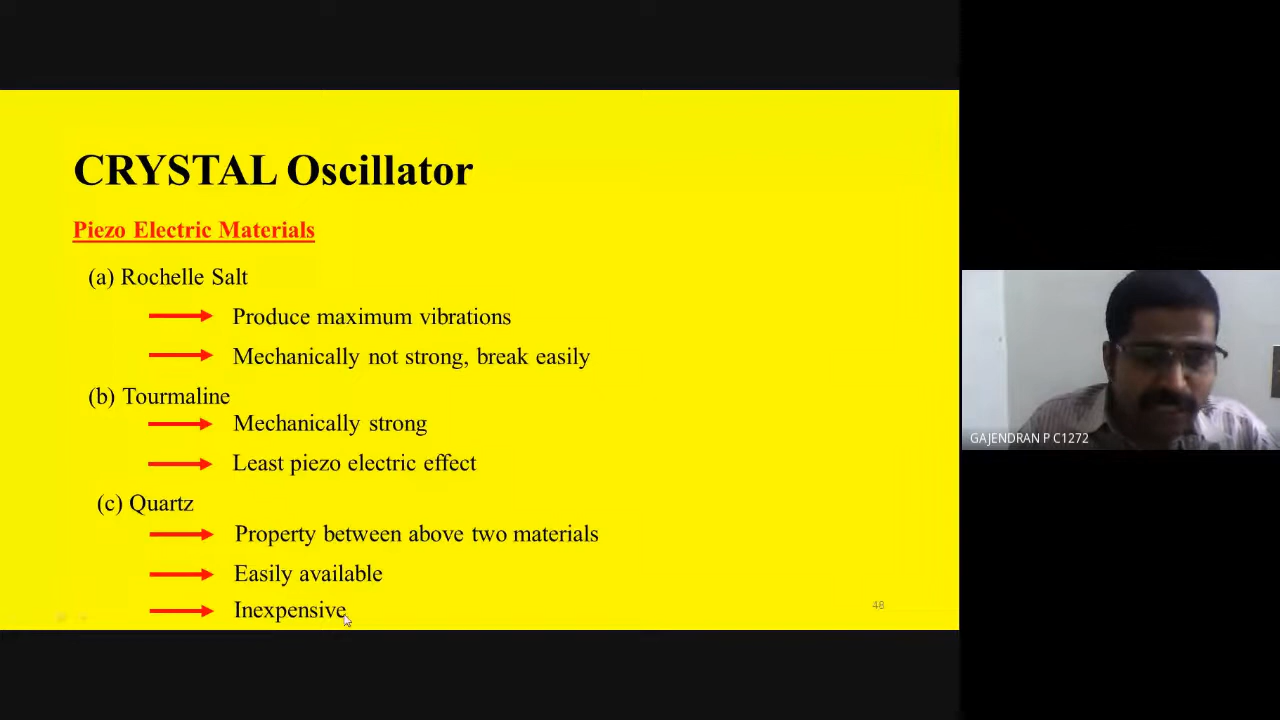 CRYSTAL Oscillator
Piezo Electric Materials
(a) Rochelle Salt
Produce maximum vibrations
Mechanically not strong, break easily
(b) Tourmaline
Mechanically strong
Least piezo electric effect
(c) Quartz
Property between above two materials
Easily available
Inexpensive
48
GAJENDRAN P C1272